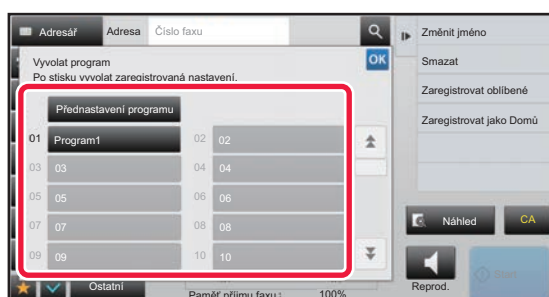 Adresář Adresa Číslo faxu
Změnit jméno
Vyvolat program OK
Po stisku vyvolat zaregistrovaná nastavení.
Smazat
Zaregistrovat oblíbené
Zaregistrovat jako Domů
Přednastavení programu
01 Program1 02 02
03 03 04 04
05 05 06 06
07 07 08 08
09 09 10 10
Náhled CA
Start
Ostatní
Paměť příjmu faxu: 100%
Reprod.